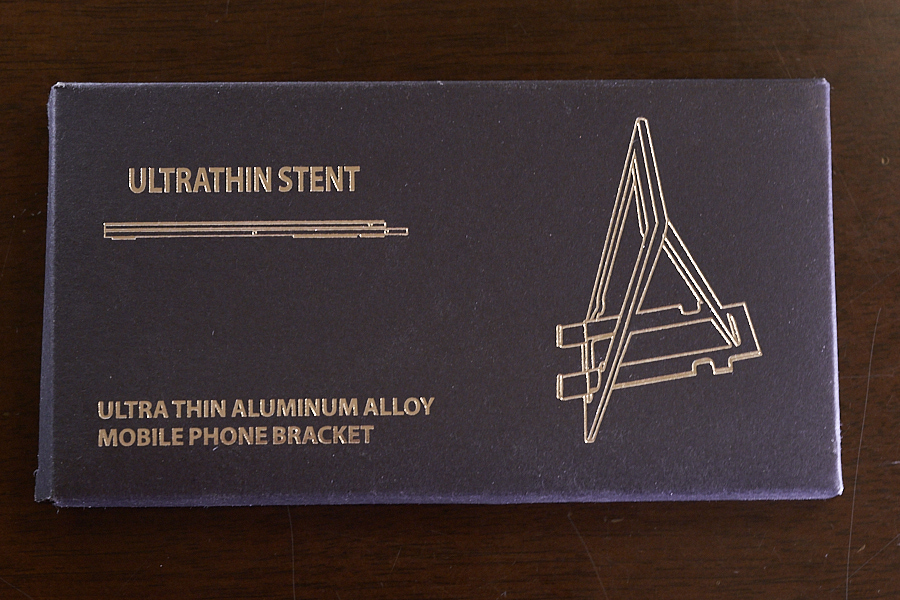 ULTRATHIN STENT
ULTRA THIN ALUMINUM ALLOY
MOBILE PHONE BRACKET